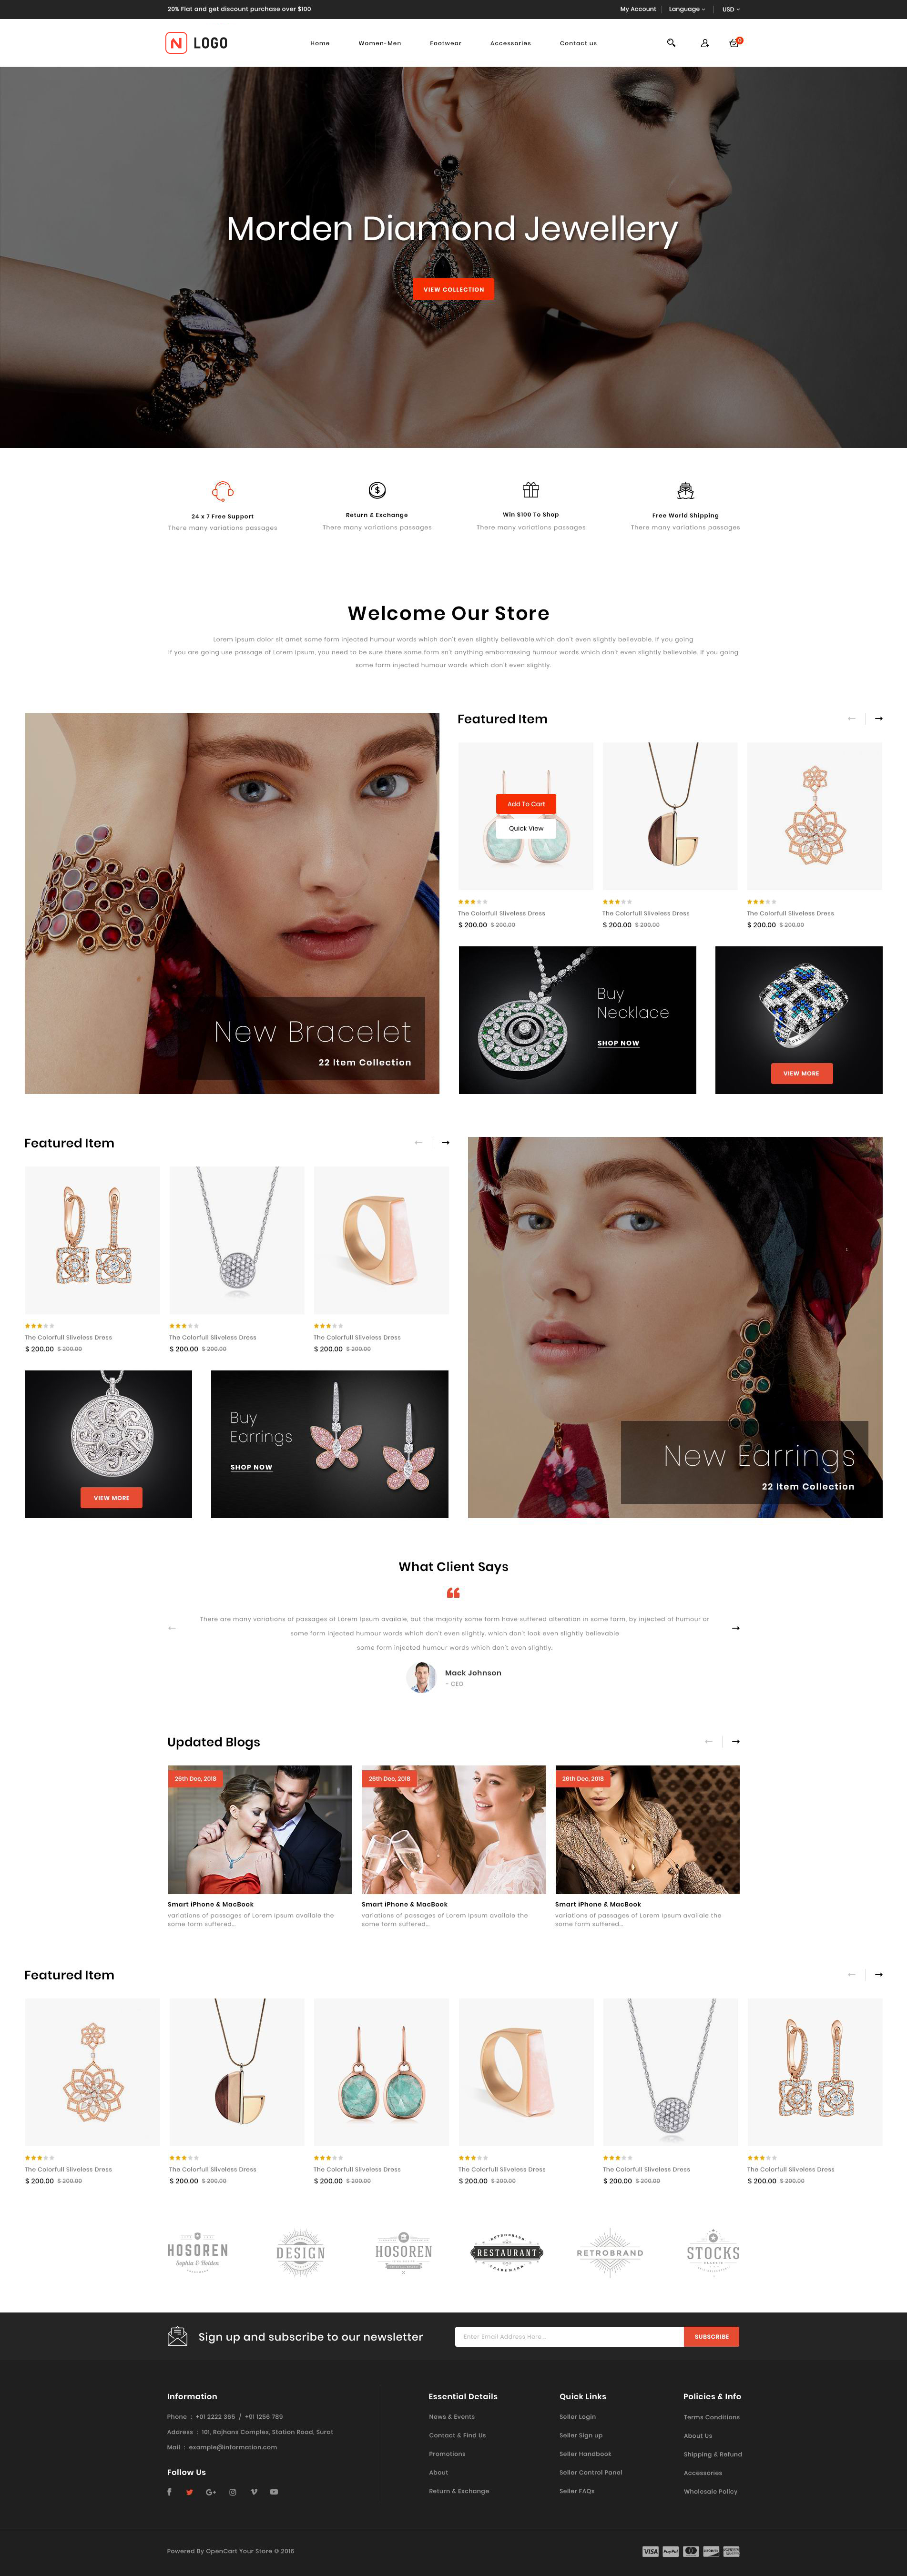 20% Flat and get discount purchase over $100
My Account
Language
USD
N LOGO
Home
Women-Men
Footwear
Accessories
Contact us
0
Morden Diamond Jewellery
VIEW COLLECTION
24 x 7 Free Support
There many variations passages
Return & Exchange
There many variations passages
Win $100 To Shop
There many variations passages
Free World Shipping
There many variations passages
Welcome Our Store
Lorem ipsum dolor sit amet some form injected humour words which don't even slightly believable,which don't even slightly believable. If you going
If you are going use passage of Lorem Ipsum, you need to be sure there some form isn't anything embarrassing humour words which don't even slightly believable. If you going
some form injected humour words which don't even slightly.
New Bracelet
22 Item Collection
Featured Item
Add To Cart
Quick View
The Colorfull Sliveless Dress
$ 200.00 $ 200.00
The Colorfull Sliveless Dress
$ 200.00 $ 200.00
The Colorfull Sliveless Dress
$ 200.00 $ 200.00
Buy
Necklace
SHOP NOW
VIEW MORE
Featured Item
The Colorfull Sliveless Dress
$ 200.00 $ 200.00
The Colorfull Sliveless Dress
$ 200.00 $ 200.00
The Colorfull Sliveless Dress
$ 200.00 $ 200.00
VIEW MORE
Buy
Earrings
SHOP NOW
New Earrings
22 Item Collection
What Client Says
There are many variations of passages of Lorem Ipsum availale, but the majority some form have suffered alteration in some form, by injected of humour or
some form injected humour words which don't even slightly. which don't look even slightly believable
some form injected humour words which don't even slightly.
Mack Johnson
- CEO
Updated Blogs
26th Dec, 2018
Smart iPhone & MacBook
variations of passages of Lorem Ipsum availale the
some form suffered...
26th Dec, 2018
Smart iPhone & MacBook
variations of passages of Lorem Ipsum availale the
some form suffered...
26th Dec, 2018
Smart iPhone & MacBook
variations of passages of Lorem Ipsum availale the
some form suffered...
Featured Item
The Colorfull Sliveless Dress
$ 200.00 $ 200.00
The Colorfull Sliveless Dress
$ 200.00 $ 200.00
The Colorfull Sliveless Dress
$ 200.00 $ 200.00
The Colorfull Sliveless Dress
$ 200.00 $ 200.00
The Colorfull Sliveless Dress
$ 200.00 $ 200.00
The Colorfull Sliveless Dress
$ 200.00 $ 200.00
HOSOREN
Sophia & Holden
DESIGN
HOSOREN
RESTAURANT
TRADEMARK
RETROBRAND
STOCKS
Sign up and subscribe to our newsletter
Enter Email Address Here...
SUBSCRIBE
Information
Phone : +01 2222 365 / +91 1256 789
Address : 101, Rajhans Complex, Station Road, Surat
Mail : example@information.com
Follow Us
Essential Details
News & Events
Contact & Find Us
Promotions
About
Return & Exchange
Quick Links
Seller Login
Seller Sign up
Seller Handbook
Seller Control Panel
Seller FAQs
Policies & Info
Terms Conditions
About Us
Shipping & Refund
Accessories
Wholesale Policy
Powered By OpenCart Your Store © 2016
VISA
PayPal